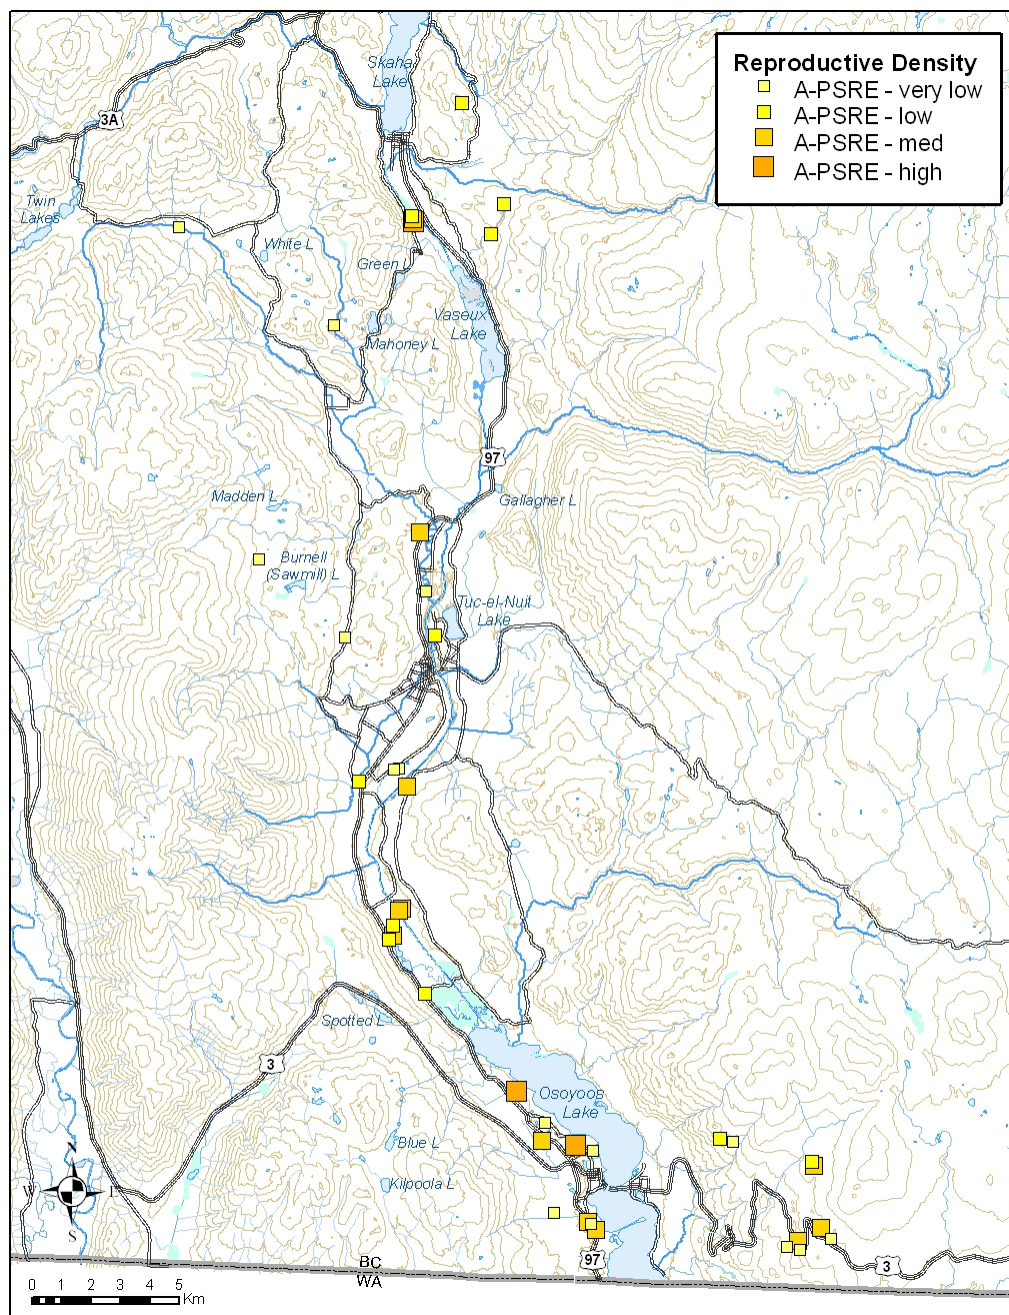 Skaha
Lake
Reproductive Density
A-PSRE - very low
A-PSRE - low
A-PSRE - med
A-PSRE - high
3A
Twin
Lakes
White L
Green L
Vaseux
Lake
Mahoney L
97
Madden L
Gallagher L
Burnell
(Sawmill) L
Tuc-el-Nuit
Lake
Spotted L
3
Osoyoos
Lake
Blue L
N
W
E
S
Kilpoola L
97
3
BC
WA
0 1 2 3 4 5
Km